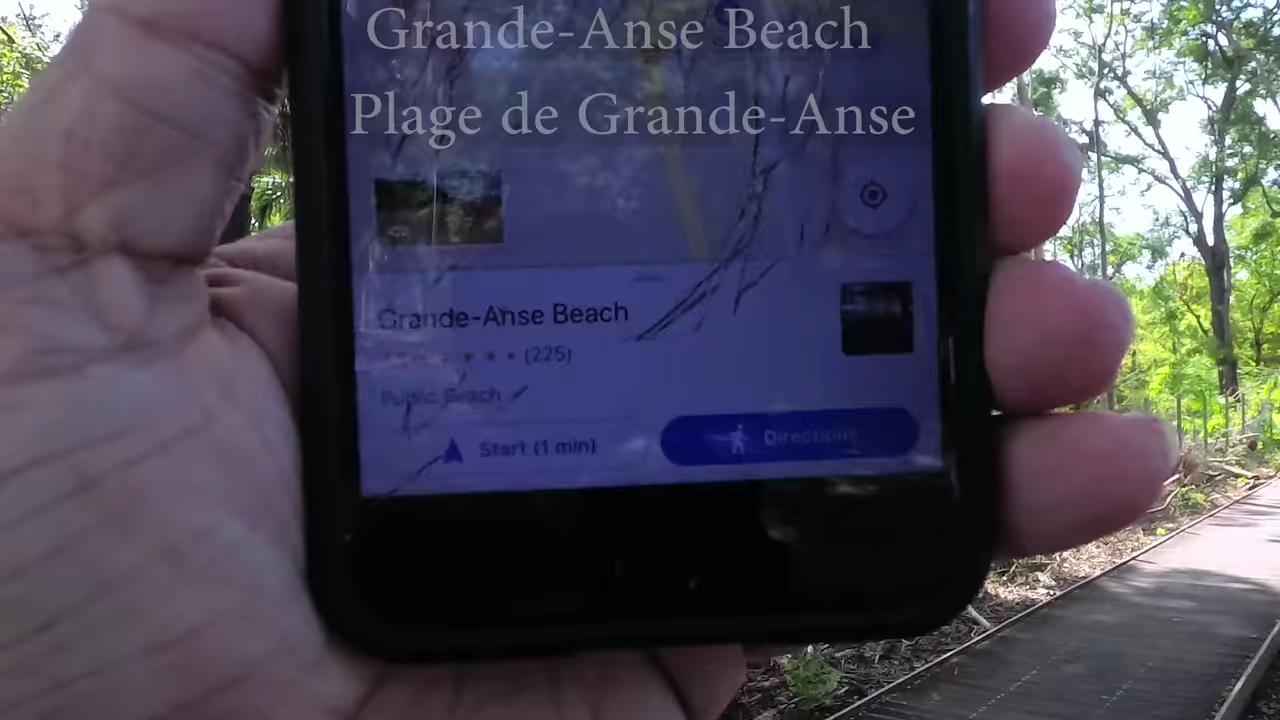 Grande-Anse Beach
Plage de Grande-Anse
Grande-Anse Beach
(225)
Public Beach
Start (1 min)
Directions